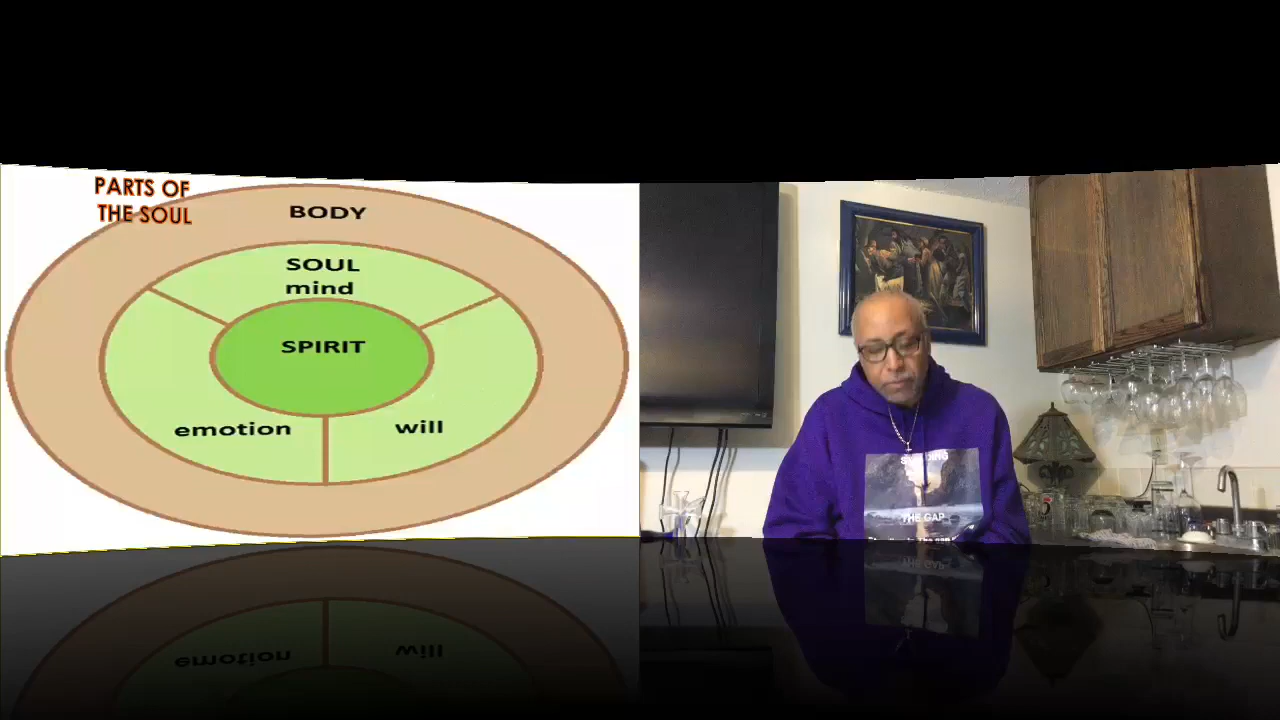 PARTS OF
THE SOUL
BODY
SOUL
mind
SPIRIT
emotion
will
THE GAP